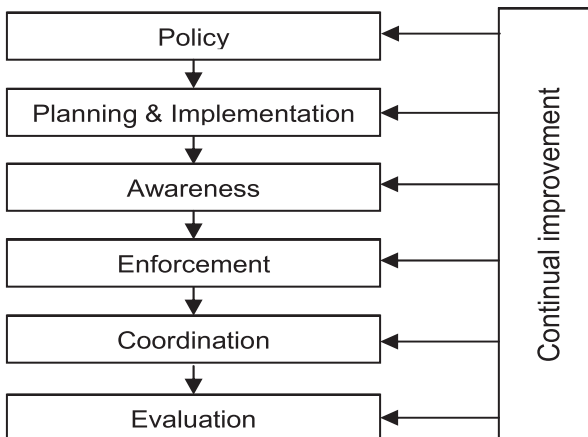 Policy
Planning & Implementation
Awareness
Enforcement
Coordination
Evaluation
Continual improvement